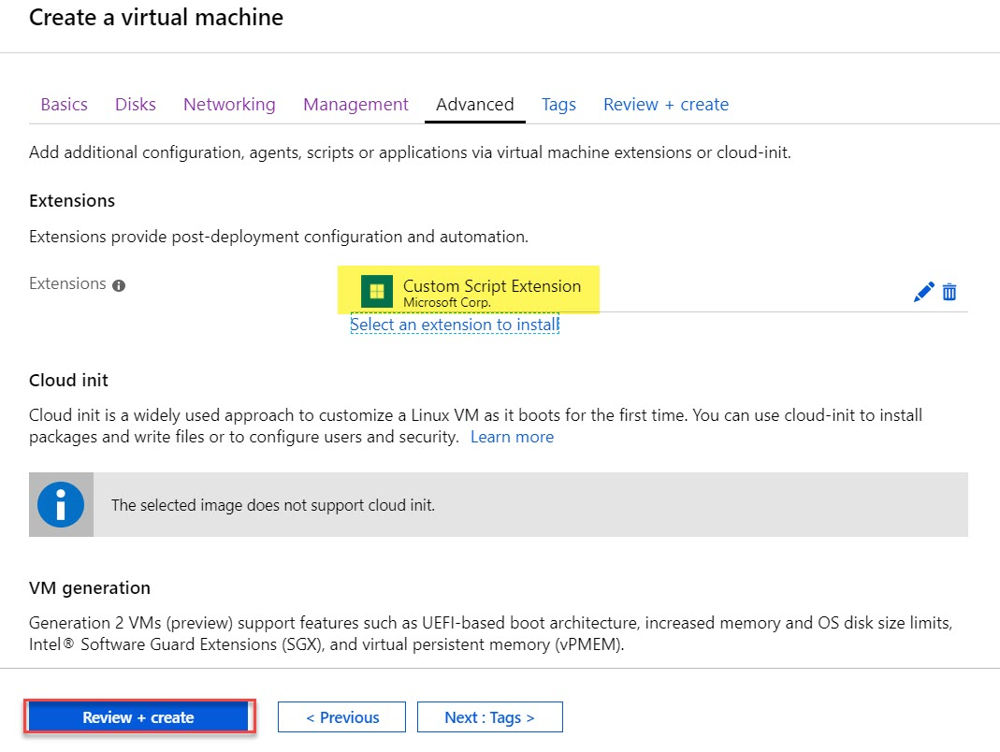 Create a virtual machine
Basics Disks Networking Management Advanced Tags Review + create
Add additional configuration, agents, scripts or applications via virtual machine extensions or cloud-init.
Extensions
Extensions provide post-deployment configuration and automation.
Extensions
Custom Script Extension
Microsoft Corp.
Select an extension to install
Cloud init
Cloud init is a widely used approach to customize a Linux VM as it boots for the first time. You can use cloud-init to install
packages and write files or to configure users and security. Learn more
The selected image does not support cloud init.
VM generation
Generation 2 VMs (preview) support features such as UEFI-based boot architecture, increased memory and OS disk size limits,
Intel® Software Guard Extensions (SGX), and virtual persistent memory (vPMEM).
Review + create < Previous Next : Tags >